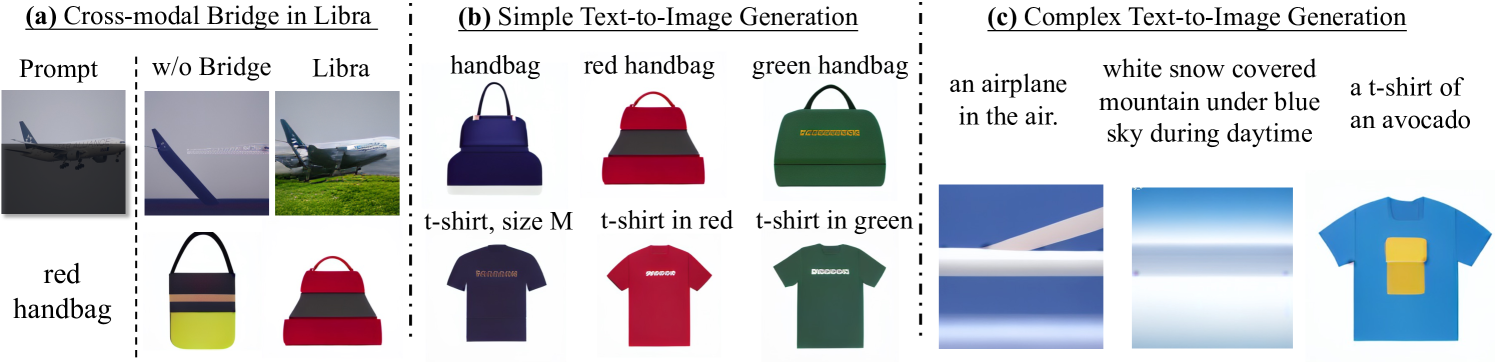 (a) Cross-modal Bridge in Libra
Prompt
w/o Bridge
Libra
red
handbag
(b) Simple Text-to-Image Generation
handbag
red handbag
green handbag
t-shirt, size M
t-shirt in red
t-shirt in green
(c) Complex Text-to-Image Generation
an airplane
in the air.
white snow covered
mountain under blue
sky during daytime
a t-shirt of
an avocado